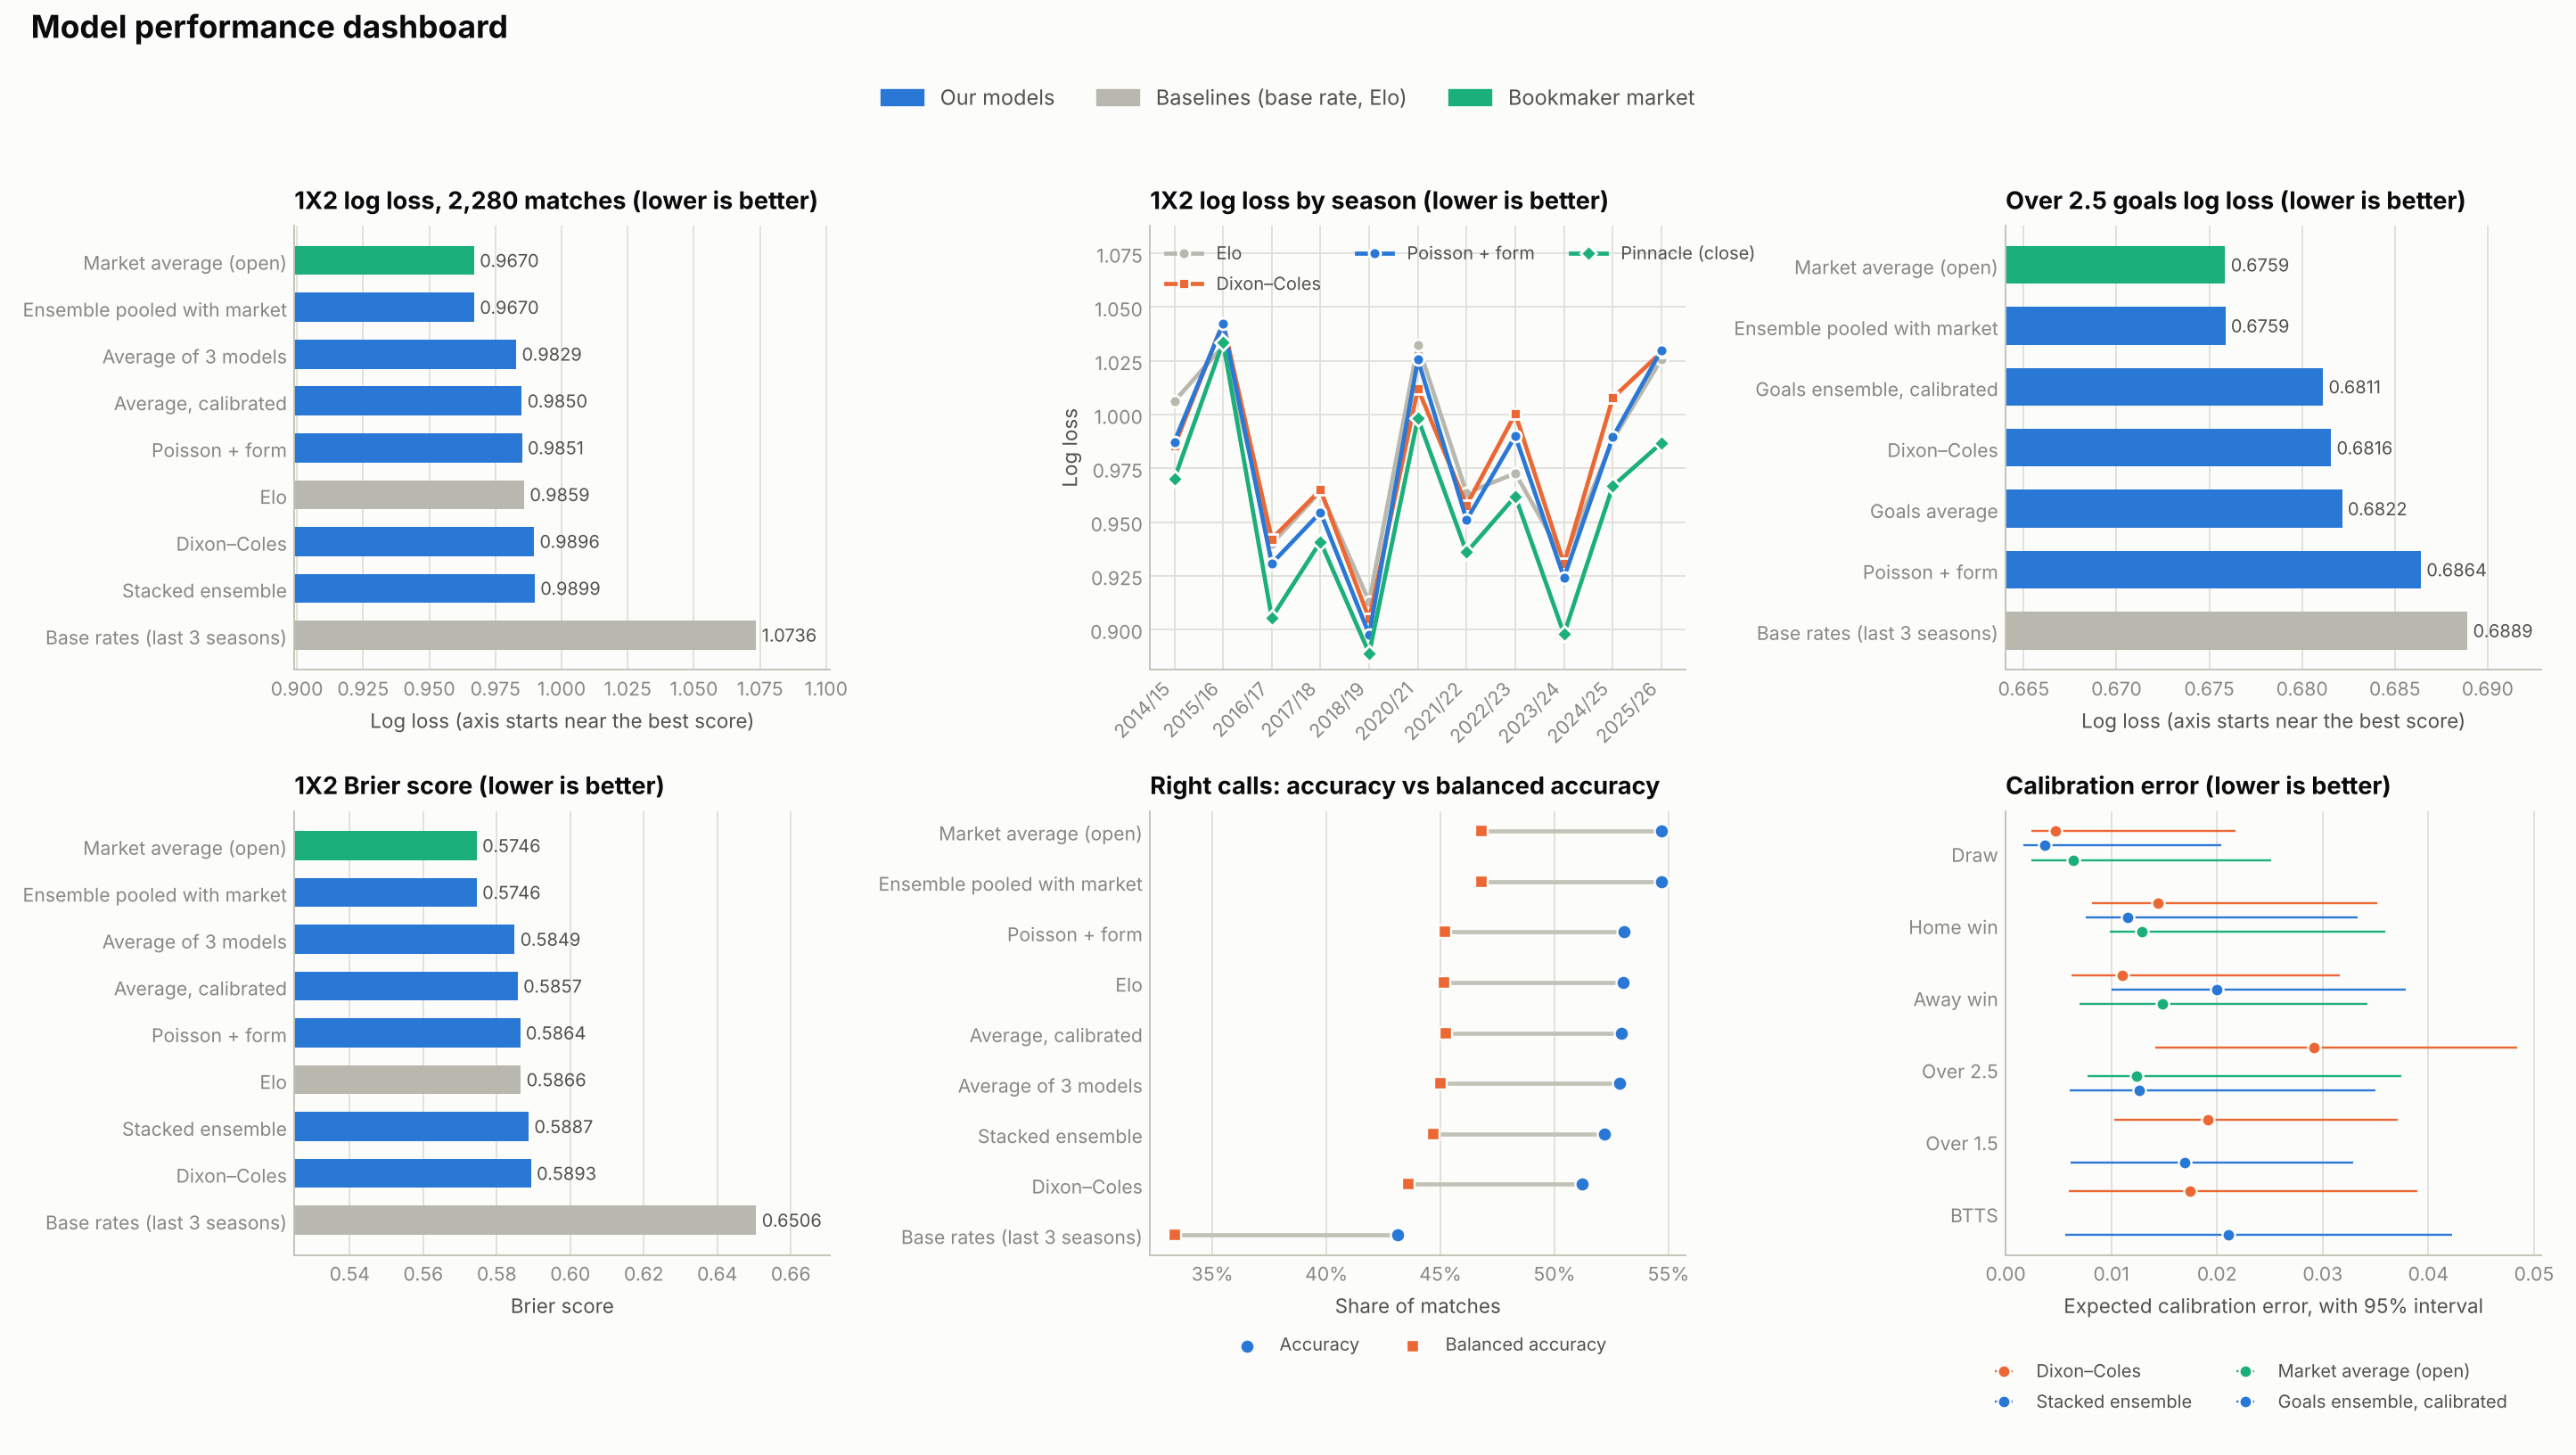 Model performance dashboard
Our models
Baselines (base rate, Elo)
Bookmaker market
1X2 log loss, 2,280 matches (lower is better)
Market average (open)
0.9670
Ensemble pooled with market
0.9670
Average of 3 models
0.9829
Average, calibrated
0.9850
Poisson + form
0.9851
Elo
0.9859
Dixon–Coles
0.9896
Stacked ensemble
0.9899
Base rates (last 3 seasons)
1.0736
0.900 0.925 0.950 0.975 1.000 1.025 1.050 1.075 1.100
Log loss (axis starts near the best score)
1X2 log loss by season (lower is better)
Elo
Poisson + form
Pinnacle (close)
Dixon–Coles
Log loss
1.075
1.050
1.025
1.000
0.975
0.950
0.925
0.900
2014/15
2015/16
2016/17
2017/18
2018/19
2020/21
2021/22
2022/23
2023/24
2024/25
2025/26
Over 2.5 goals log loss (lower is better)
Market average (open)
0.6759
Ensemble pooled with market
0.6759
Goals ensemble, calibrated
0.6811
Dixon–Coles
0.6816
Goals average
0.6822
Poisson + form
0.6864
Base rates (last 3 seasons)
0.6889
0.665 0.670 0.675 0.680 0.685 0.690
Log loss (axis starts near the best score)
1X2 Brier score (lower is better)
Market average (open)
0.5746
Ensemble pooled with market
0.5746
Average of 3 models
0.5849
Average, calibrated
0.5857
Poisson + form
0.5864
Elo
0.5866
Stacked ensemble
0.5887
Dixon–Coles
0.5893
Base rates (last 3 seasons)
0.6506
0.54 0.56 0.58 0.60 0.62 0.64 0.66
Brier score
Right calls: accuracy vs balanced accuracy
Market average (open)
Ensemble pooled with market
Poisson + form
Elo
Average, calibrated
Average of 3 models
Stacked ensemble
Dixon–Coles
Base rates (last 3 seasons)
35% 40% 45% 50% 55%
Share of matches
Accuracy
Balanced accuracy
Calibration error (lower is better)
Draw
Home win
Away win
Over 2.5
Over 1.5
BTTS
0.00 0.01 0.02 0.03 0.04 0.05
Expected calibration error, with 95% interval
Dixon–Coles
Market average (open)
Stacked ensemble
Goals ensemble, calibrated